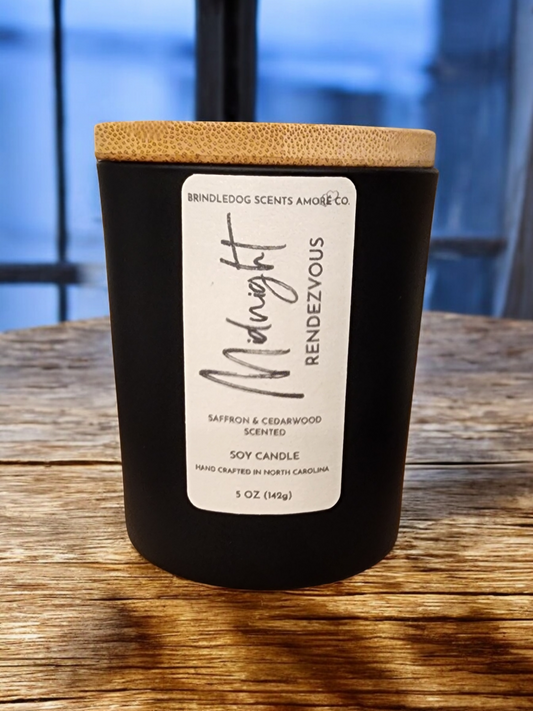 BRINDLEDOG SCENTS AMORE CO.
Midnight
RENDEZVOUS
SAFFRON & CEDARWOOD
SCENTED
SOY CANDLE
HAND CRAFTED IN NORTH CAROLINA
5 OZ (142g)